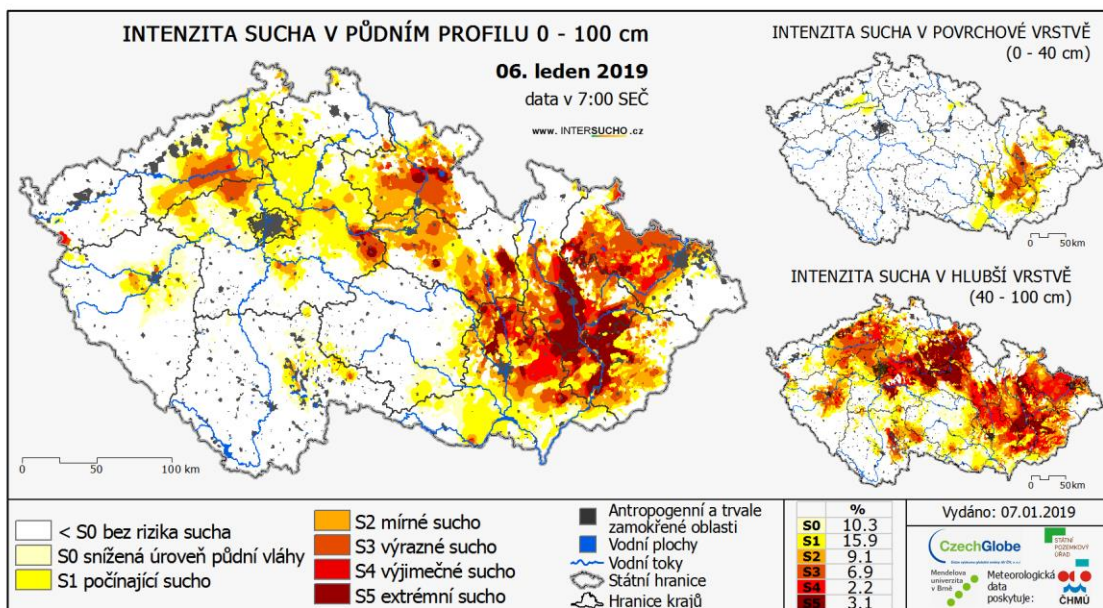 INTENZITA SUCHA V PŮDNÍM PROFILU 0 - 100 cm
06. leden 2019
data v 7:00 SEČ
www. INTERSUCHO .cz
0 50 100 km
INTENZITA SUCHA V POVRCHOVÉ VRSTVĚ
(0 - 40 cm)
0 50km
INTENZITA SUCHA V HLUBŠÍ VRSTVĚ
(40 - 100 cm)
0 50km
< S0 bez rizika sucha
S0 snížená úroveň půdní vláhy
S1 počínající sucho
S2 mírné sucho
S3 výrazné sucho
S4 výjimečné sucho
S5 extrémní sucho
Antropogenní a trvale
zamokřené oblasti
Vodní plochy
Vodní toky
Státní hranice
Hranice krajů
%
S0 10.3
S1 15.9
S2 9.1
S3 6.9
S4 2.2
S5 3.1
Vydáno: 07.01.2019
CzechGlobe
STÁTNÍ
POZEMKOVÝ
ÚŘAD
Mendelova
univerzita
v Brně
Meteorologická
data
poskytuje:
ČHMÚ